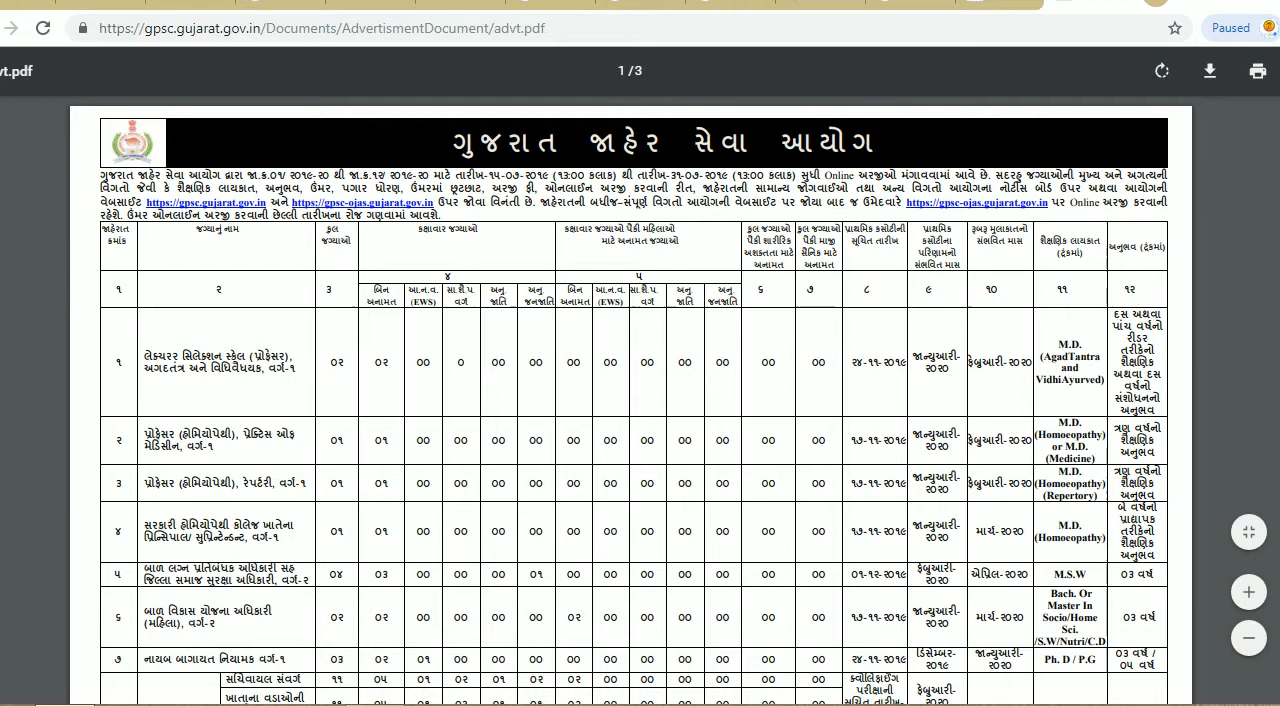 https://gpsc.gujarat.gov.in/Documents/AdvertismentDocument/advt.pdf
Paused
vt.pdf
1 / 3
ગુજરાત જાહેર સેવા આયોગ
ગુજરાત જાહેર સેવા આયોગ દ્વારા જા.ક્ર.૦૧/ ૨૦૧૯-૨૦ થી જા.ક્ર.૧૨/ ૨૦૧૯-૨૦ માટે તારીખ-૧૫-૦૭-૨૦૧૯ (૧૩:૦૦ કલાક) થી તારીખ-૩૧-૦૭-૨૦૧૯ (૧૩:૦૦ કલાક) સુધી Online અરજીઓ મંગાવવામાં આવે છે. સદરહુ જગ્યાઓની મુખ્ય અને અગત્યની
વિગતો જેવી કે શૈક્ષણિક લાયકાત, અનુભવ, ઉંમર, પગાર ધોરણ, ઉંમરમાં છૂટછાટ, અરજી ફી, ઓનલાઈન અરજી કરવાની રીત, જાહેરાતની સામાન્ય જોગવાઈઓ તથા અન્ય વિગતો આયોગના નોટીસ બોર્ડ ઉપર અથવા આયોગની
વેબસાઈટ https://gpsc.gujarat.gov.in અને https://gpsc-ojas.gujarat.gov.in ઉપર જોવા વિનંતી છે. જાહેરાતની બધીજ-સંપૂર્ણ વિગતો આયોગની વેબસાઈટ પર જોયા બાદ જ ઉમેદવારે https://gpsc-ojas.gujarat.gov.in પર Online અરજી કરવાની
રહેશે. ઉંમર ઓનલાઈન અરજી કરવાની છેલ્લી તારીખના રોજ ગણવામાં આવશે.
જાહેરાત ક્રમાંક
જગ્યાનું નામ
કુલ જગ્યાઓ
કક્ષાવાર જગ્યાઓ
કક્ષાવાર જગ્યાઓ પૈકી મહિલાઓ માટે અનામત જગ્યાઓ
કુલ જગ્યાઓ પૈકી શારીરિક અશક્તતા માટે અનામત
કુલ જગ્યાઓ પૈકી માજી સૈનિક માટે અનામત
પ્રાથમિક કસોટીની સૂચિત તારીખ
પ્રાથમિક કસોટીના પરિણામનો સંભવિત માસ
રૂબરૂ મુલાકાતનો સંભવિત માસ
શૈક્ષણિક લાયકાત (ટૂંકમાં)
અનુભવ (ટૂંકમાં)
૧ ૨ ૩ ૪ ૫ ૬ ૭ ૮ ૯ ૧૦ ૧૧ ૧૨
બિન અનામત આ.ન.વ. (EWS) સા.શૈ.પ. વર્ગ અનુ. જાતિ અનુ. જનજાતિ બિન અનામત આ.ન.વ. (EWS) સા.શૈ.પ. વર્ગ અનુ. જાતિ અનુ. જનજાતિ
૧ લેક્ચરર સિલેક્શન સ્કેલ (પ્રોફેસર), અગદતંત્ર અને વિધિવૈધયક, વર્ગ-૧ ૦૨ ૦૨ ૦૦ ૦ ૦૦ ૦૦ ૦૦ ૦૦ ૦૦ ૦૦ ૦૦ ૦૦ ૦૦ ૨૪-૧૧-૨૦૧૯ જાન્યુઆરી-૨૦૨૦ ફેબ્રુઆરી-૨૦૨૦ M.D. (AgadTantra and VidhiAyurved) દસ અથવા પાંચ વર્ષનો રીડર તરીકેનો શૈક્ષણિક અથવા દસ વર્ષનો સંશોધનનો અનુભવ
૨ પ્રોફેસર (હોમિયોપેથી), પ્રેક્ટિસ ઓફ મેડિસીન, વર્ગ-૧ ૦૧ ૦૧ ૦૦ ૦૦ ૦૦ ૦૦ ૦૦ ૦૦ ૦૦ ૦૦ ૦૦ ૦૦ ૦૦ ૧૭-૧૧-૨૦૧૯ જાન્યુઆરી-૨૦૨૦ ફેબ્રુઆરી-૨૦૨૦ M.D. (Homoeopathy) or M.D. (Medicine) ત્રણ વર્ષનો શૈક્ષણિક અનુભવ
૩ પ્રોફેસર (હોમિયોપેથી), રેપર્ટરી, વર્ગ-૧ ૦૧ ૦૧ ૦૦ ૦૦ ૦૦ ૦૦ ૦૦ ૦૦ ૦૦ ૦૦ ૦૦ ૦૦ ૦૦ ૧૭-૧૧-૨૦૧૯ જાન્યુઆરી-૨૦૨૦ ફેબ્રુઆરી-૨૦૨૦ M.D. (Homoeopathy) (Repertory) ત્રણ વર્ષનો શૈક્ષણિક અનુભવ
૪ સરકારી હોમિયોપેથી કોલેજ ખાતેના પ્રિન્સિપાલ/ સુપ્રિન્ટેન્ડન્ટ, વર્ગ-૧ ૦૧ ૦૧ ૦૦ ૦૦ ૦૦ ૦૦ ૦૦ ૦૦ ૦૦ ૦૦ ૦૦ ૦૦ ૦૦ ૧૭-૧૧-૨૦૧૯ જાન્યુઆરી-૨૦૨૦ માર્ચ-૨૦૨૦ M.D. (Homoeopathy) બે વર્ષનો પ્રાધ્યાપક તરીકેનો શૈક્ષણિક અનુભવ
૫ બાળ લગ્ન પ્રતિબંધક અધિકારી સહ જિલ્લા સમાજ સુરક્ષા અધિકારી, વર્ગ-૨ ૦૪ ૦૩ ૦૦ ૦૦ ૦૦ ૦૧ ૦૦ ૦૦ ૦૦ ૦૦ ૦૦ ૦૦ ૦૦ ૦૧-૧૨-૨૦૧૯ ફેબ્રુઆરી-૨૦૨૦ એપ્રિલ-૨૦૨૦ M.S.W ૦૩ વર્ષ
૬ બાળ વિકાસ યોજના અધિકારી (મહિલા), વર્ગ-૨ ૦૨ ૦૨ ૦૦ ૦૦ ૦૦ ૦૦ ૦૨ ૦૦ ૦૦ ૦૦ ૦૦ ૦૦ ૦૦ ૧૭-૧૧-૨૦૧૯ જાન્યુઆરી-૨૦૨૦ માર્ચ-૨૦૨૦ Bach. Or Master In Socio/Home Sci. /S.W/Nutri/C.D ૦૩ વર્ષ
૭ નાયબ બાગાયત નિયામક વર્ગ-૧ ૦૩ ૦૨ ૦૧ ૦૦ ૦૦ ૦૦ ૦૦ ૦૦ ૦૦ ૦૦ ૦૦ ૦૦ ૦૦ ૨૪-૧૧-૨૦૧૯ ડિસેમ્બર-૨૦૧૯ જાન્યુઆરી-૨૦૨૦ Ph. D / P.G ૦૩ વર્ષ / ૦૫ વર્ષ
સચિવાયલ સંવર્ગ ૧૧ ૦૫ ૦૧ ૦૨ ૦૧ ૦૨ ૦૨ ૦૦ ૦૦ ૦૦ ૦૦ ૦૦ ૦૦ ક્વોલિફાઈંગ પરીક્ષાની સૂચિત તારીખ- ફેબ્રુઆરી-૨૦૨૦
ખાતાના વડાઓની